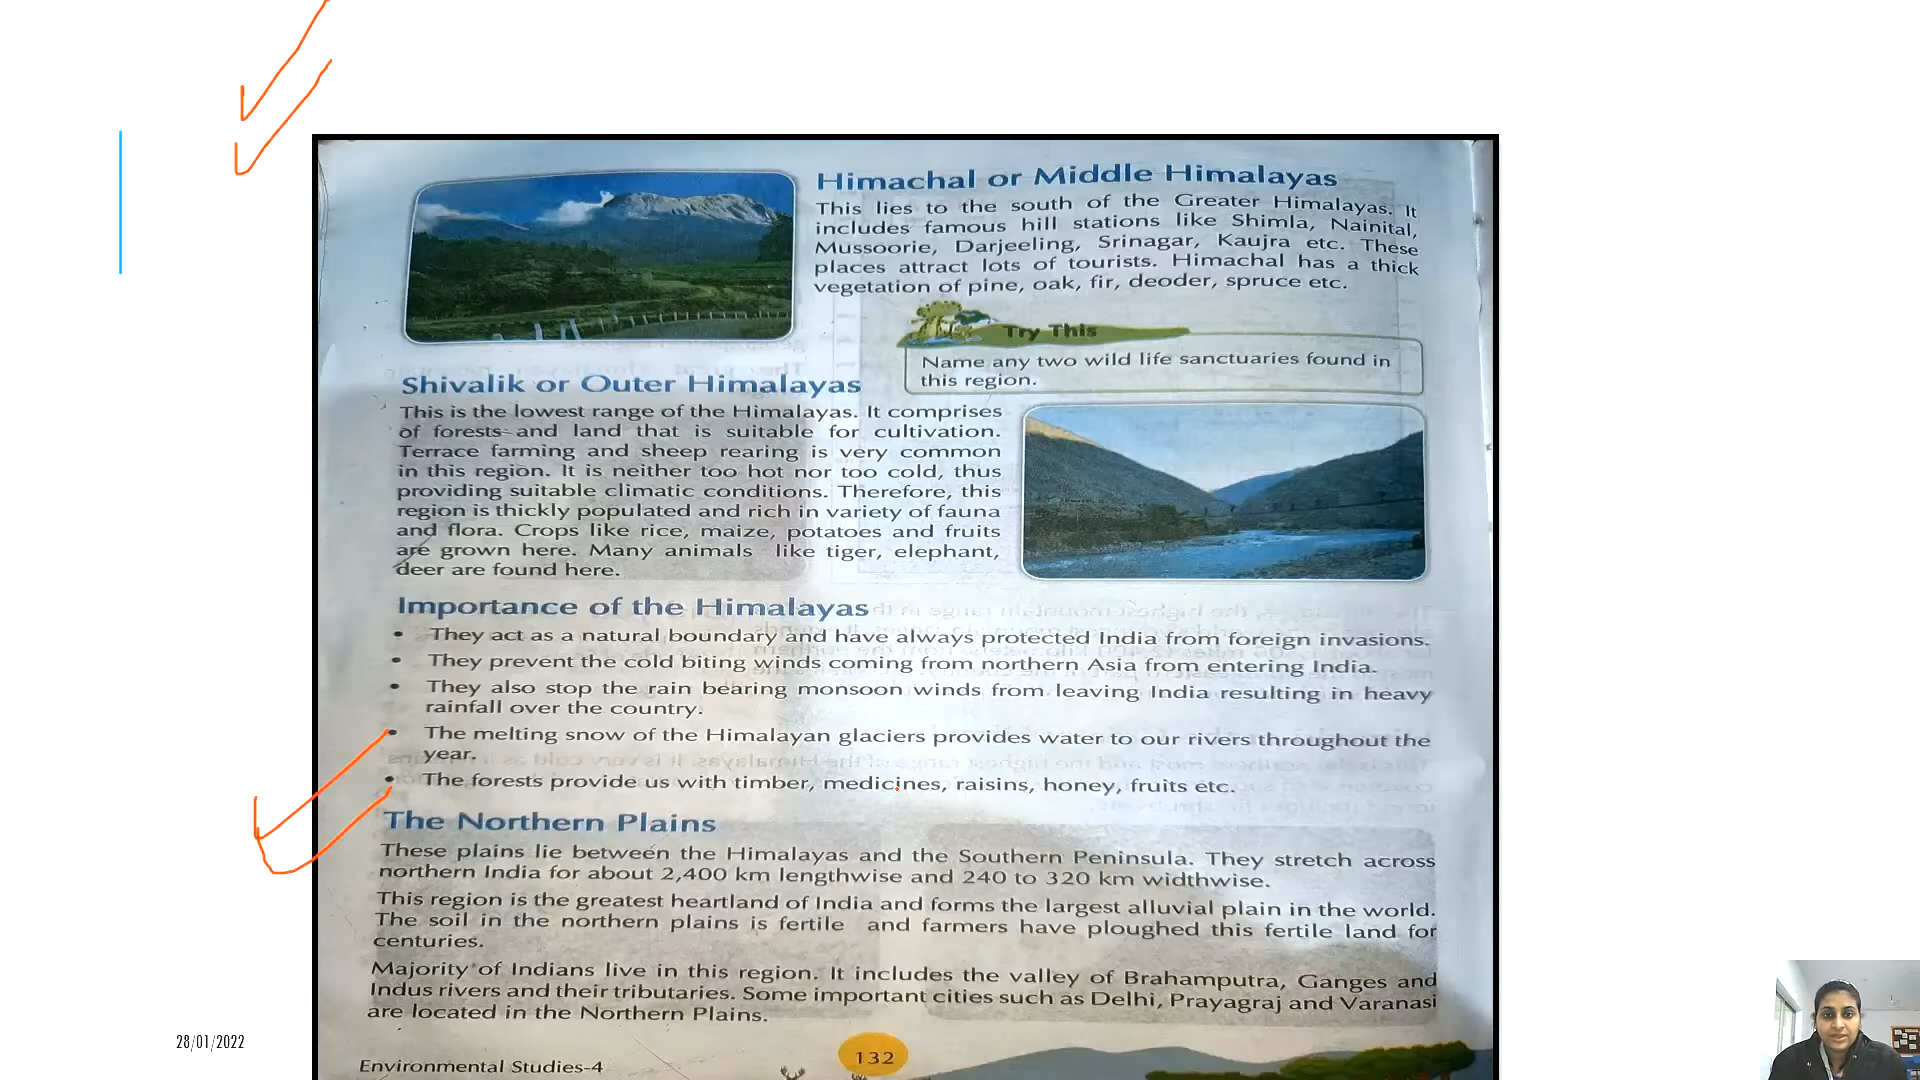 Himachal or Middle Himalayas
This lies to the south of the Greater Himalayas. It
includes famous hill stations like Shimla, Nainital,
Mussoorie, Darjeeling, Srinagar, Kaujra etc. These
places attract lots of tourists. Himachal has a thick
vegetation of pine, oak, fir, deoder, spruce etc.
Try This
Name any two wild life sanctuaries found in
this region.
Shivalik or Outer Himalayas
This is the lowest range of the Himalayas. It comprises
of forests and land that is suitable for cultivation.
Terrace farming and sheep rearing is very common
in this region. It is neither too hot nor too cold, thus
providing suitable climatic conditions. Therefore, this
region is thickly populated and rich in variety of fauna
and flora. Crops like rice, maize, potatoes and fruits
are grown here. Many animals like tiger, elephant,
deer are found here.
Importance of the Himalayas
• They act as a natural boundary and have always protected India from foreign invasions.
• They prevent the cold biting winds coming from northern Asia from entering India.
• They also stop the rain bearing monsoon winds from leaving India resulting in heavy
rainfall over the country.
• The melting snow of the Himalayan glaciers provides water to our rivers throughout the
year.
• The forests provide us with timber, medicines, raisins, honey, fruits etc.
The Northern Plains
These plains lie between the Himalayas and the Southern Peninsula. They stretch across
northern India for about 2,400 km lengthwise and 240 to 320 km widthwise.
This region is the greatest heartland of India and forms the largest alluvial plain in the world.
The soil in the northern plains is fertile and farmers have ploughed this fertile land for
centuries.
Majority of Indians live in this region. It includes the valley of Brahamputra, Ganges and
Indus rivers and their tributaries. Some important cities such as Delhi, Prayagraj and Varanasi
are located in the Northern Plains.
28/01/2022
Environmental Studies-4
132